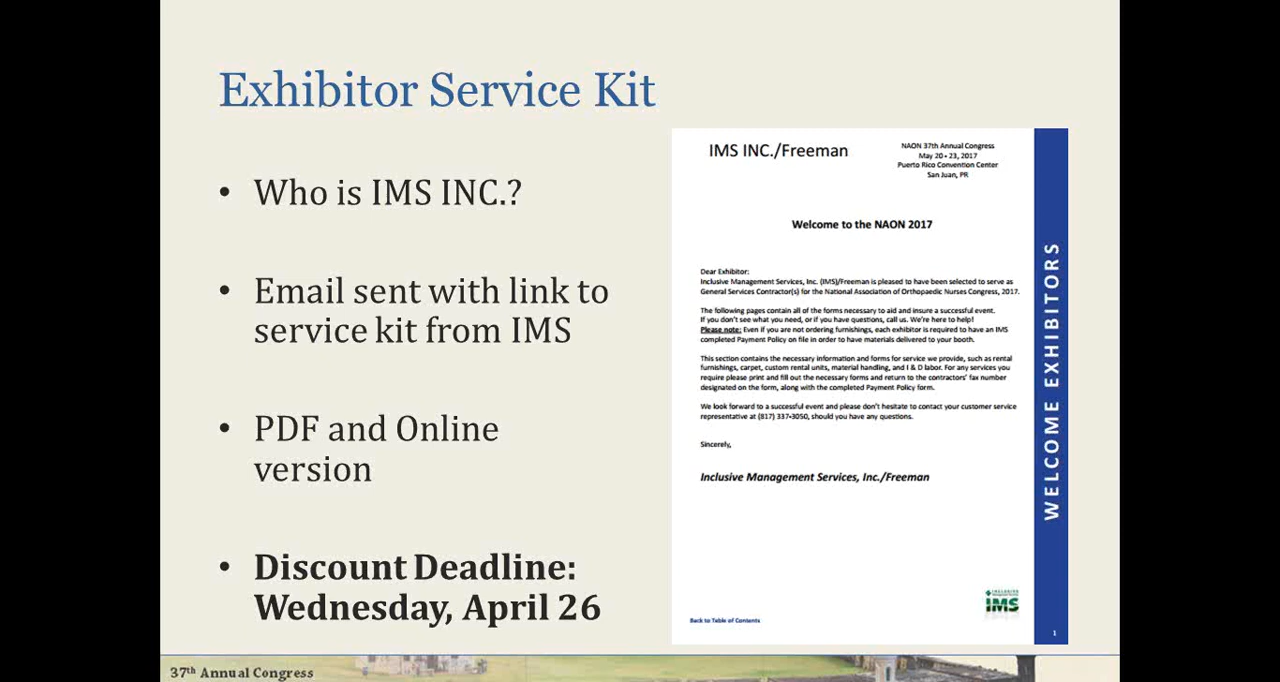 Exhibitor Service Kit
• Who is IMS INC.?
• Email sent with link to
service kit from IMS
• PDF and Online
version
• Discount Deadline:
Wednesday, April 26
IMS INC./Freeman
NAON 37th Annual Congress
May 20 - 23, 2017
Puerto Rico Convention Center
San Juan, PR
Welcome to the NAON 2017
Dear Exhibitor:
Inclusive Management Services, Inc. (IMS)/Freeman is pleased to have been selected to serve as
General Services Contractor(s) for the National Association of Orthopaedic Nurses Congress, 2017.
The following pages contain all of the forms necessary to aid and insure a successful event.
If you don't see what you need, or if you have questions, call us. We're here to help!
Please note: Even if you are not ordering furnishings, each exhibitor is required to have an IMS
completed Payment Policy on file in order to have materials delivered to your booth.
This section contains the necessary information and forms for service we provide, such as rental
furnishings, carpet, custom rental units, material handling, and I & D labor. For any services you
require please print and fill out the necessary forms and return to the contractors' fax number
designated on the form, along with the completed Payment Policy form.
We look forward to a successful event and please don't hesitate to contact your customer service
representative at (817) 337-3050, should you have any questions.
Sincerely,
Inclusive Management Services, Inc./Freeman
IMS
Back to Table of Contents
1
WELCOME EXHIBITORS
37th Annual Congress